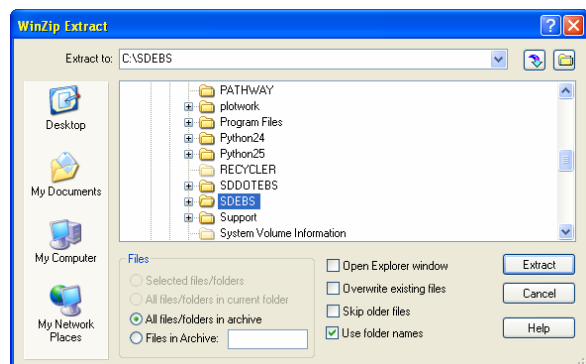 WinZip Extract
Extract to: C:\SDEBS
PATHWAY
plotwork
Program Files
Python24
Python25
RECYCLER
SDDOTEBS
SDEBS
Support
System Volume Information
Desktop
My Documents
My Computer
My Network
Places
Files
Selected files/folders
All files/folders in current folder
All files/folders in archive
Files in Archive:
Open Explorer window
Overwrite existing files
Skip older files
Use folder names
Extract
Cancel
Help